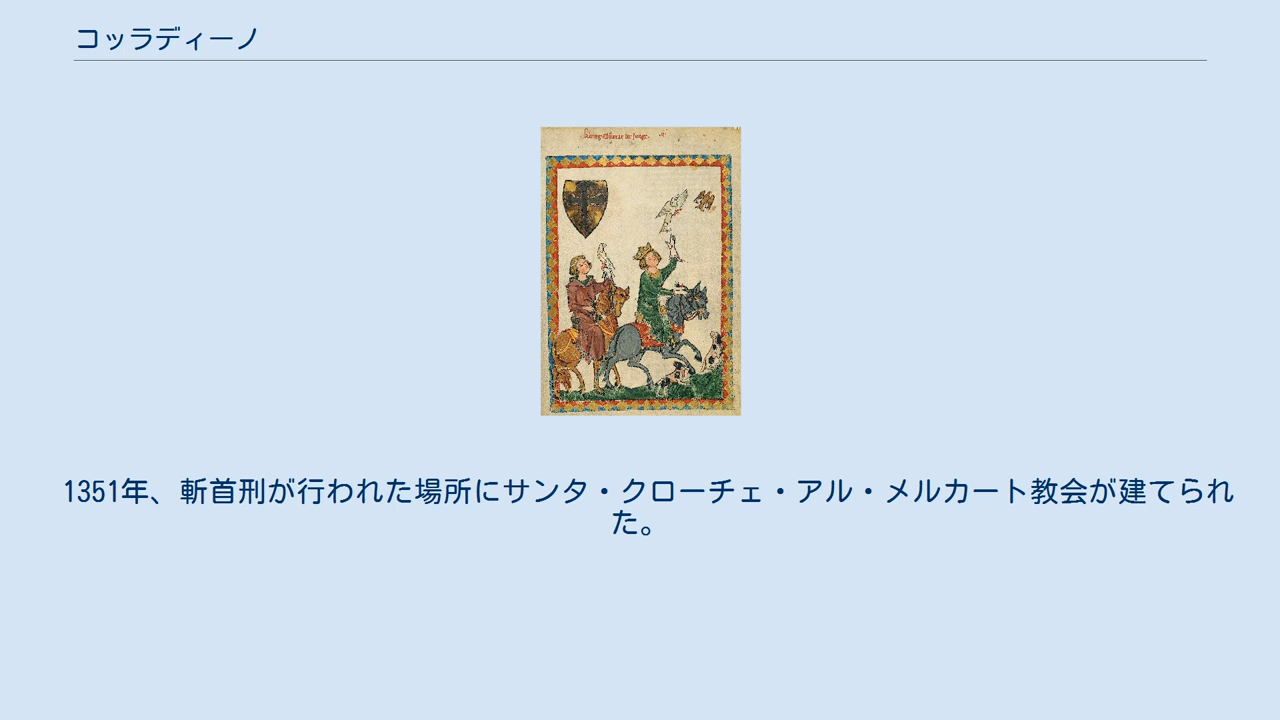 コッラディーノ
1351年、斬首刑が行われた場所にサンタ・クローチェ・アル・メルカート教会が建てられ
た。